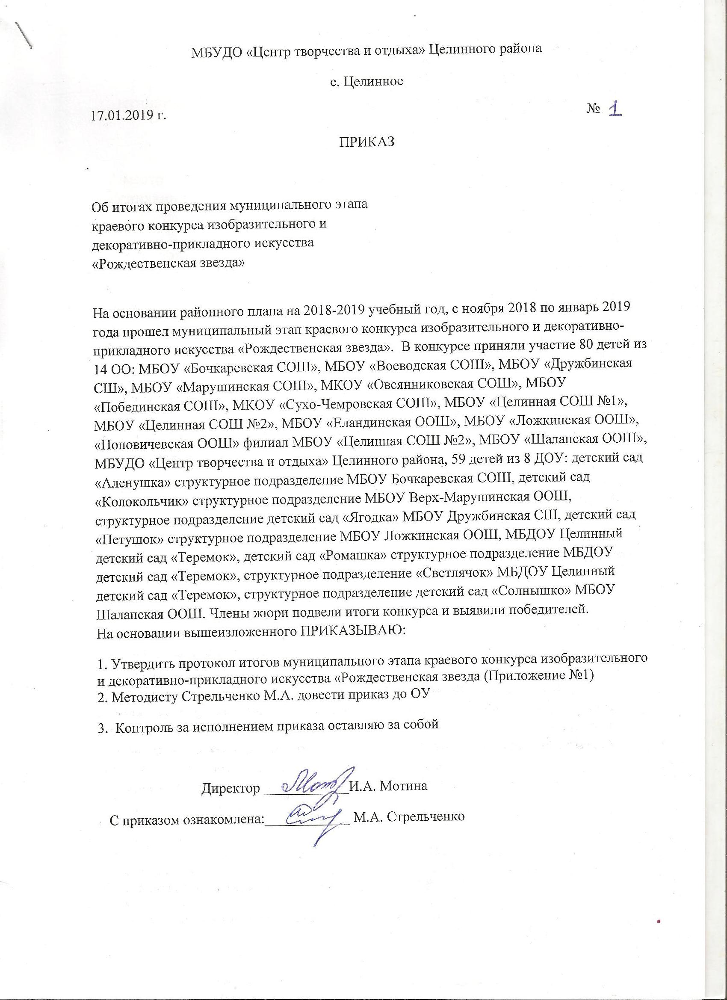 МБУДО «Центр творчества и отдыха» Целинного района
с. Целинное
17.01.2019 г. № 1
ПРИКАЗ
Об итогах проведения муниципального этапа
краевого конкурса изобразительного и
декоративно-прикладного искусства
«Рождественская звезда»
На основании районного плана на 2018-2019 учебный год, с ноября 2018 по январь 2019
года прошел муниципальный этап краевого конкурса изобразительного и декоративно-
прикладного искусства «Рождественская звезда». В конкурсе приняли участие 80 детей из
14 ОО: МБОУ «Бочкаревская СОШ», МБОУ «Воеводская СОШ», МБОУ «Дружбинская
СШ», МБОУ «Марушинская СОШ», МКОУ «Овсянниковская СОШ», МБОУ
«Побединская СОШ», МКОУ «Сухо-Чемровская СОШ», МБОУ «Целинная СОШ №1»,
МБОУ «Целинная СОШ №2», МБОУ «Еландинская ООШ», МБОУ «Ложкинская ООШ»,
«Поповичевская ООШ» филиал МБОУ «Целинная СОШ №2», МБОУ «Шалапская ООШ»,
МБУДО «Центр творчества и отдыха» Целинного района, 59 детей из 8 ДОУ: детский сад
«Аленушка» структурное подразделение МБОУ Бочкаревская СОШ, детский сад
«Колокольчик» структурное подразделение МБОУ Верх-Марушинская ООШ,
структурное подразделение детский сад «Ягодка» МБОУ Дружбинская СШ, детский сад
«Петушок» структурное подразделение МБОУ Ложкинская ООШ, МБДОУ Целинный
детский сад «Теремок», детский сад «Ромашка» структурное подразделение МБДОУ
детский сад «Теремок», структурное подразделение «Светлячок» МБДОУ Целинный
детский сад «Теремок», структурное подразделение детский сад «Солнышко» МБОУ
Шалапская ООШ. Члены жюри подвели итоги конкурса и выявили победителей.
На основании вышеизложенного ПРИКАЗЫВАЮ:
1. Утвердить протокол итогов муниципального этапа краевого конкурса изобразительного
и декоративно-прикладного искусства «Рождественская звезда (Приложение №1)
2. Методисту Стрельченко М.А. довести приказ до ОУ
3. Контроль за исполнением приказа оставляю за собой
Директор ____________И.А. Мотина
С приказом ознакомлена:____________ М.А. Стрельченко